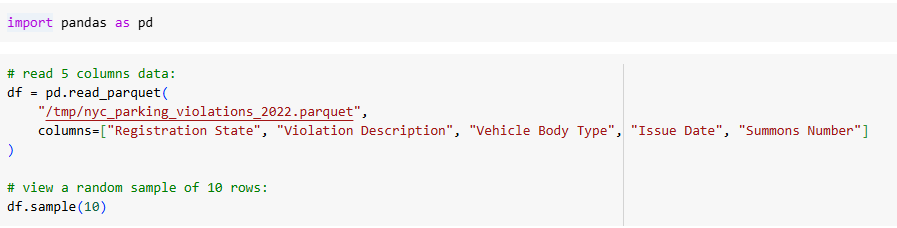 import pandas as pd
# read 5 columns data:
df = pd.read_parquet(
    "/tmp/nyc_parking_violations_2022.parquet",
    columns=["Registration State", "Violation Description", "Vehicle Body Type", "Issue Date", "Summons Number"]
)
# view a random sample of 10 rows:
df.sample(10)